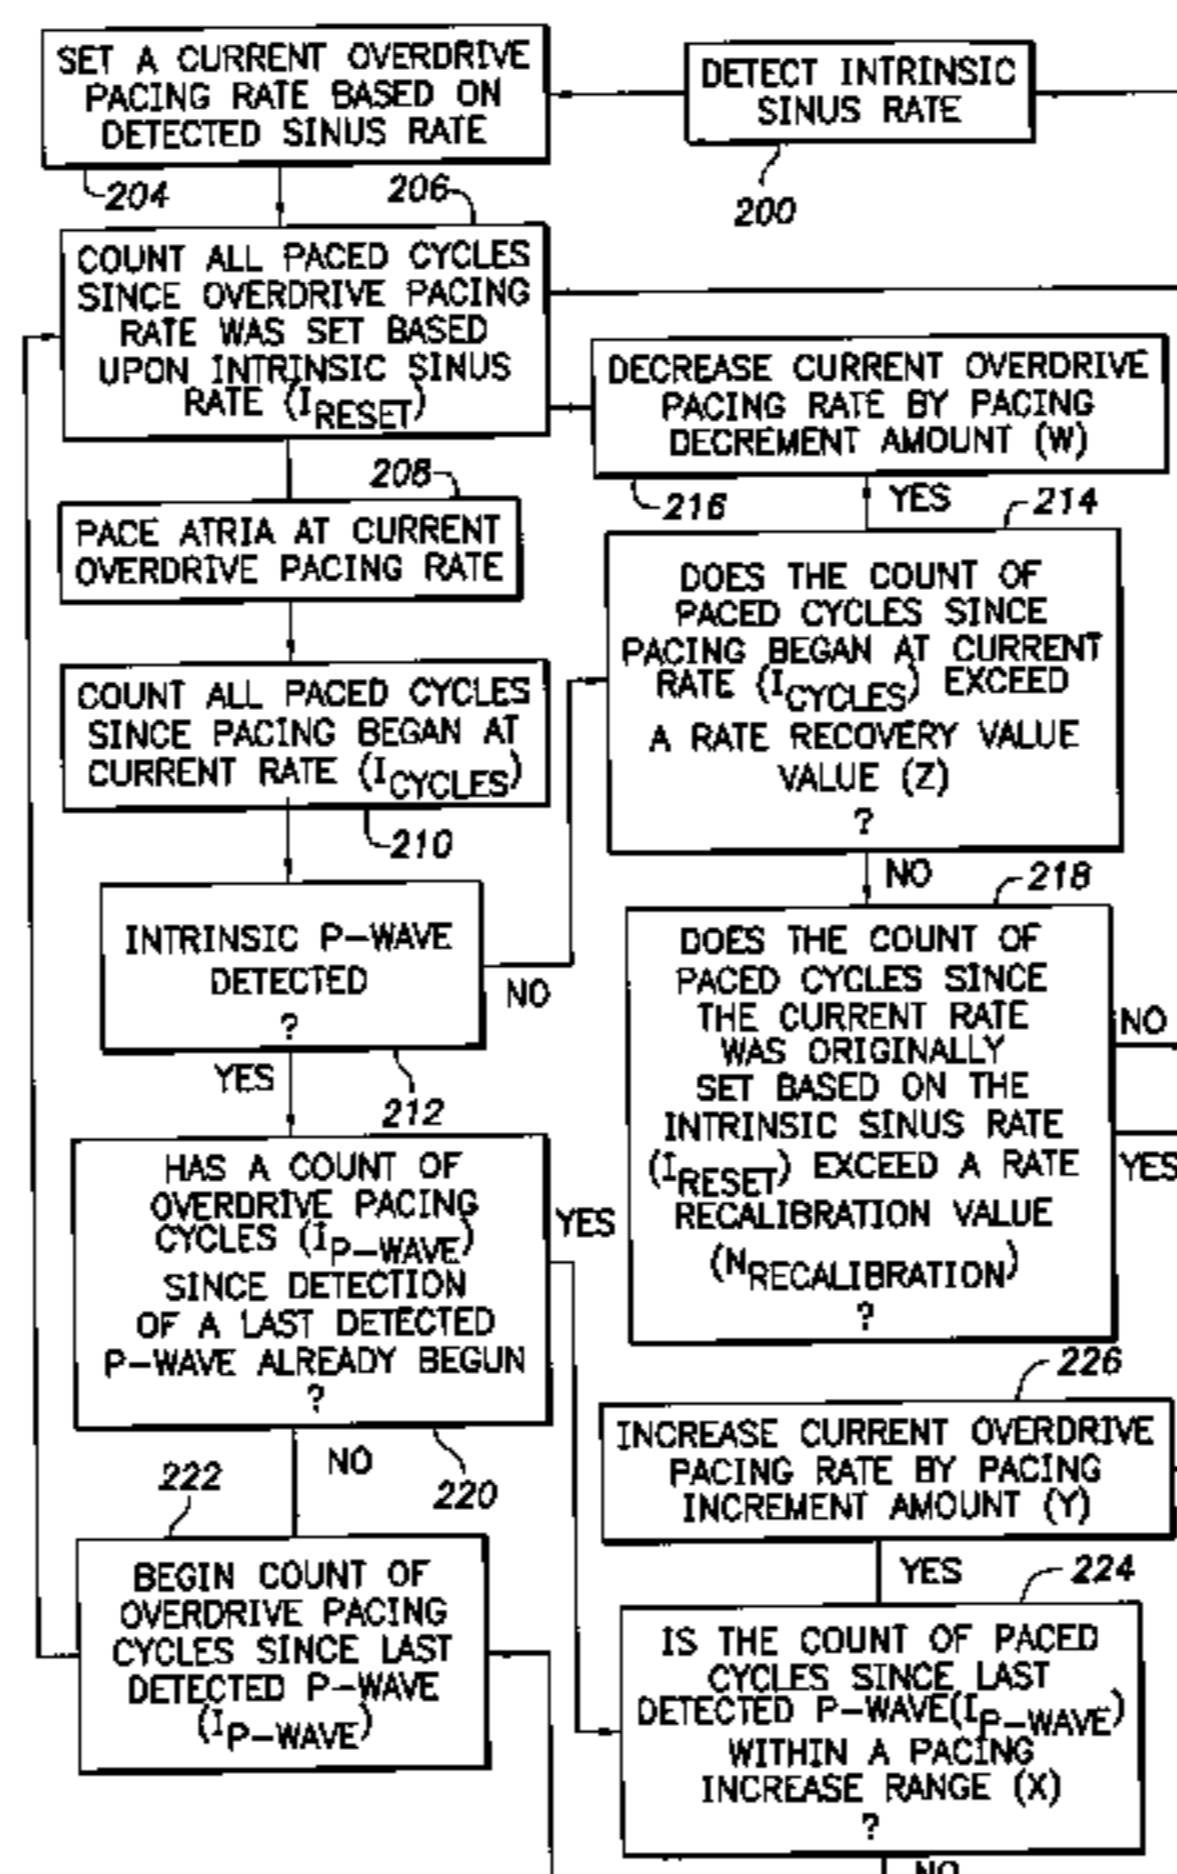 SET A CURRENT OVERDRIVE
PACING RATE BASED ON
DETECTED SINUS RATE
204
DETECT INTRINSIC
SINUS RATE
200
206
COUNT ALL PACED CYCLES
SINCE OVERDRIVE PACING
RATE WAS SET BASED
UPON INTRINSIC SINUS
RATE (IRESET)
DECREASE CURRENT OVERDRIVE
PACING RATE BY PACING
DECREMENT AMOUNT (W)
216
YES
208
PACE ATRIA AT CURRENT
OVERDRIVE PACING RATE
214
DOES THE COUNT OF
PACED CYCLES SINCE
PACING BEGAN AT CURRENT
RATE (ICYCLES) EXCEED
A RATE RECOVERY VALUE
VALUE (Z)
?
NO
COUNT ALL PACED CYCLES
SINCE PACING BEGAN AT
CURRENT RATE (ICYCLES)
210
INTRINSIC P-WAVE
DETECTED
?
NO
YES
212
218
DOES THE COUNT OF
PACED CYCLES SINCE
THE CURRENT RATE
WAS ORIGINALLY
SET BASED ON THE
INTRINSIC SINUS RATE
(IRESET) EXCEED A RATE
RECALIBRATION VALUE
(NRECALIBRATION)
?
NO
YES
HAS A COUNT OF
OVERDRIVE PACING
CYCLES (IP-WAVE)
SINCE DETECTION
OF A LAST DETECTED
P-WAVE ALREADY BEGUN
?
YES
NO
220
226
INCREASE CURRENT OVERDRIVE
PACING RATE BY PACING
INCREMENT AMOUNT (Y)
YES
222
BEGIN COUNT OF
OVERDRIVE PACING
CYCLES SINCE LAST
DETECTED P-WAVE
(IP-WAVE)
224
IS THE COUNT OF PACED
CYCLES SINCE LAST
DETECTED P-WAVE(IP-WAVE)
WITHIN A PACING
INCREASE RANGE (X)
?
NO